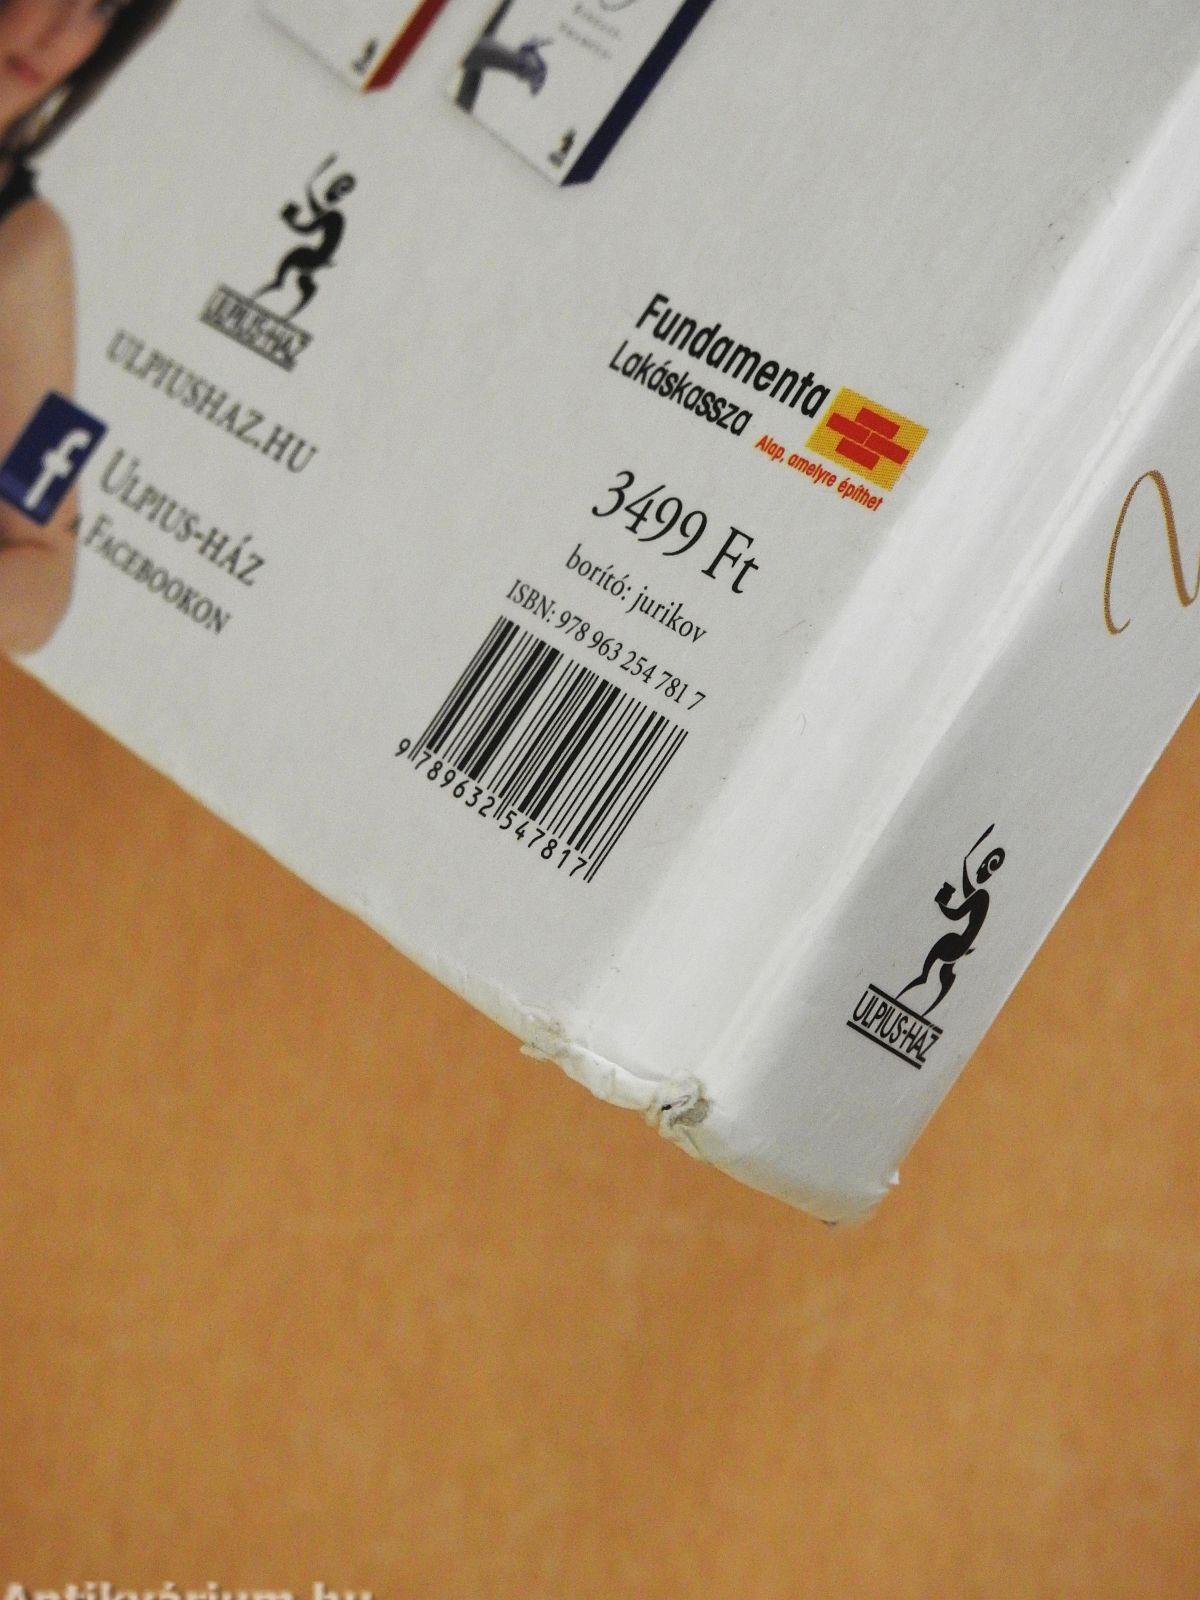 ULPIUS-HÁZ
ULPIUSHAZ.HU
f ULPIUS-HÁZ
A FACEBOOKON
Fundamenta
Lakáskassza
Alap, amelyre építhet
3499 Ft
borító: jurikov
ISBN: 978 963 254 781 7
9 789632 547817
2
ULPIUS-HÁZ
Antikvárium.hu